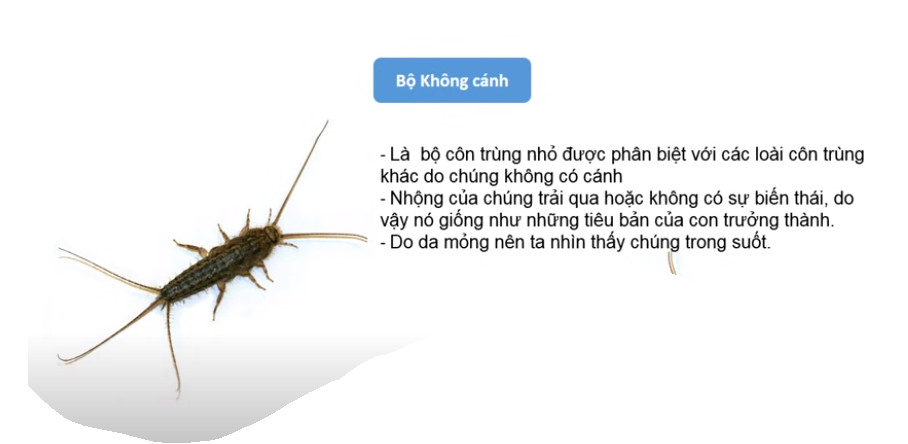 Bộ Không cánh
- Là  bộ côn trùng nhỏ được phân biệt với các loài côn trùng
khác do chúng không có cánh
- Nhộng của chúng trải qua hoặc không có sự biến thái, do
vậy nó giống như những tiêu bản của con trưởng thành.
- Do da mỏng nên ta nhìn thấy chúng trong suốt.